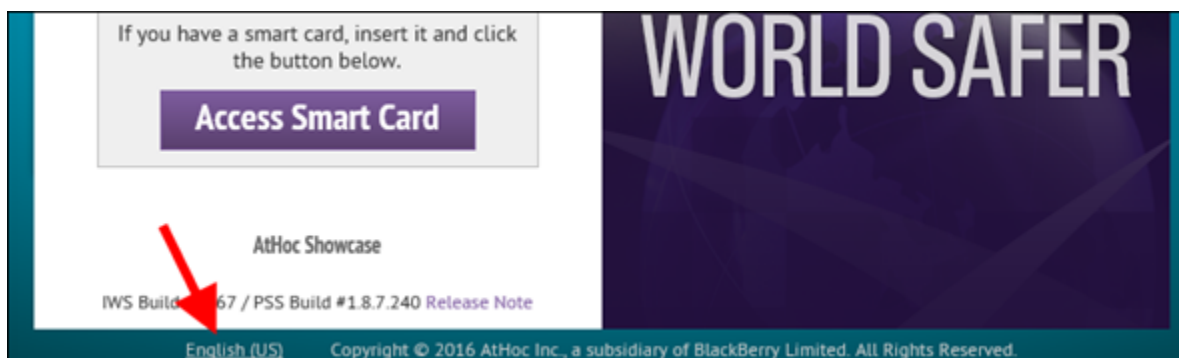 If you have a smart card, insert it and click
the button below.
Access Smart Card
WORLD SAFER
AtHoc Showcase
IWS Build 67 / PSS Build #1.8.7.240 Release Note
English (US) Copyright © 2016 AtHoc Inc., a subsidiary of BlackBerry Limited. All Rights Reserved.